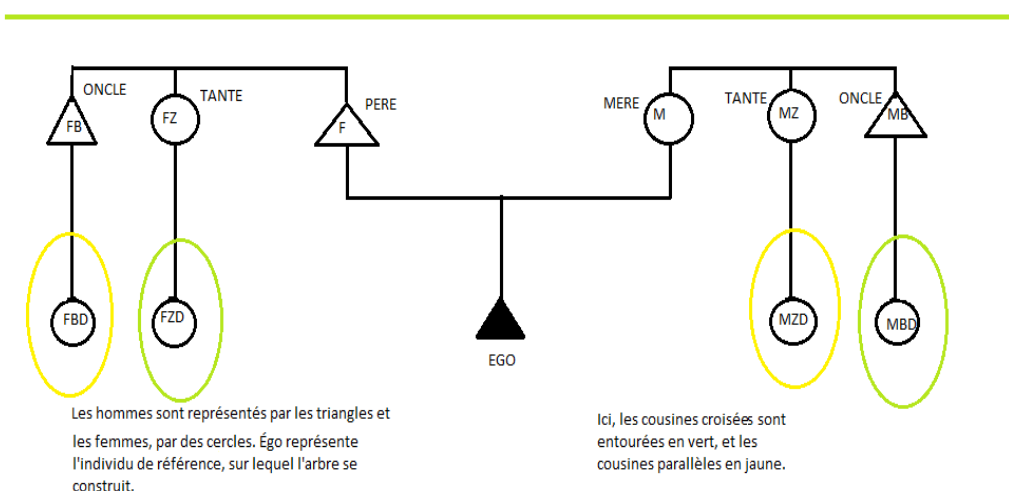 ONCLE
TANTE
PERE
MERE
TANTE
ONCLE
FB
FZ
F
M
MZ
MB
FBD
FZD
MZD
MBD
EGO
Les hommes sont représentés par les triangles et
les femmes, par des cercles. Égo représente
l'individu de référence, sur lequel l'arbre se
construit.
Ici, les cousines croisées sont
entourées en vert, et les
cousines parallèles en jaune.